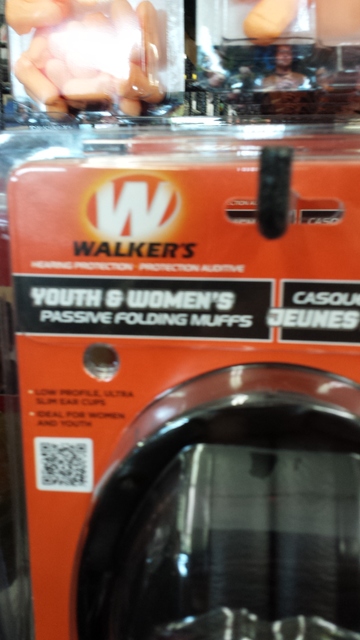 W
WALKER'S
HEARING PROTECTION · PROTECTION AUDITIVE
YOUTH & WOMEN'S
PASSIVE FOLDING MUFFS
CASQU
JEUNES
• LOW PROFILE, ULTRA
SLIM EAR CUPS
• IDEAL FOR WOMEN
AND YOUTH